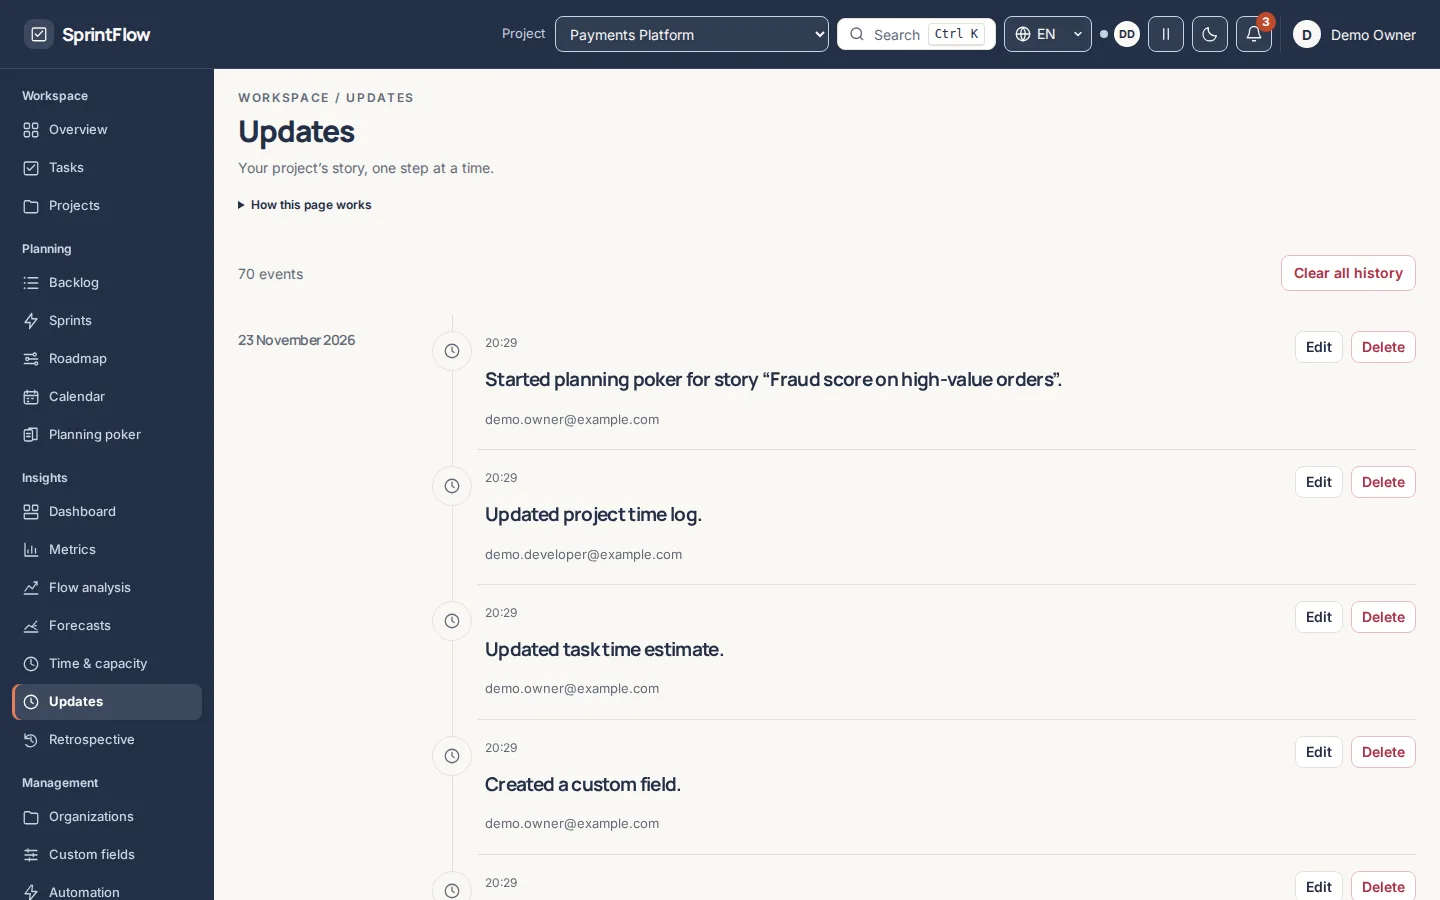 SprintFlow
Project
Payments Platform
Search
Ctrl K
EN
DD
3
D
Demo Owner
Workspace
Overview
Tasks
Projects
Planning
Backlog
Sprints
Roadmap
Calendar
Planning poker
Insights
Dashboard
Metrics
Flow analysis
Forecasts
Time & capacity
Updates
Retrospective
Management
Organizations
Custom fields
Automation
WORKSPACE / UPDATES
Updates
Your project’s story, one step at a time.
How this page works
70 events
Clear all history
23 November 2026
20:29
Edit
Delete
Started planning poker for story “Fraud score on high-value orders”.
demo.owner@example.com
20:29
Edit
Delete
Updated project time log.
demo.developer@example.com
20:29
Edit
Delete
Updated task time estimate.
demo.owner@example.com
20:29
Edit
Delete
Created a custom field.
demo.owner@example.com
20:29
Edit
Delete